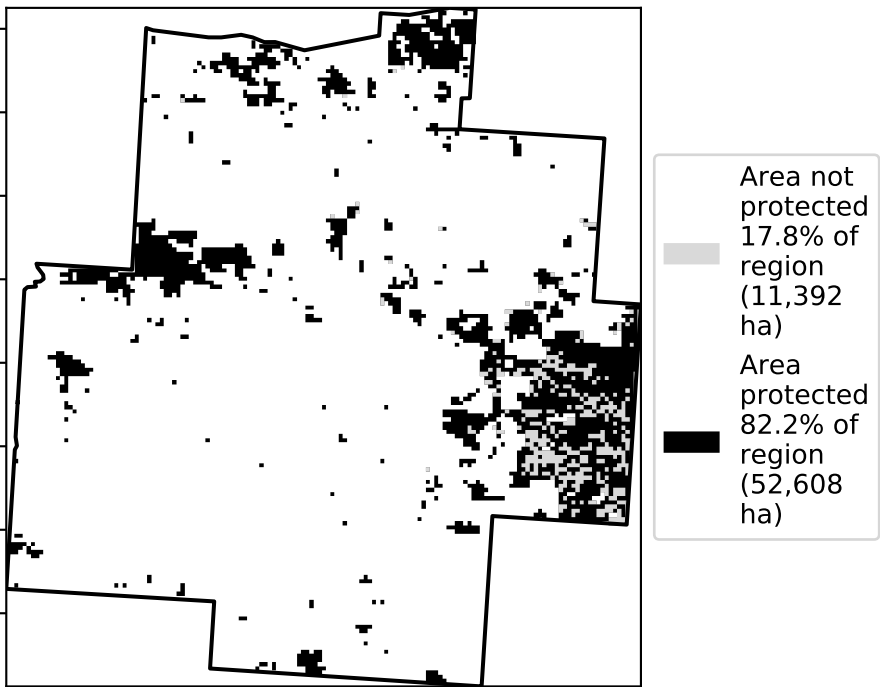 Area not
protected
17.8% of
region
(11,392
ha)
Area
protected
82.2% of
region
(52,608
ha)